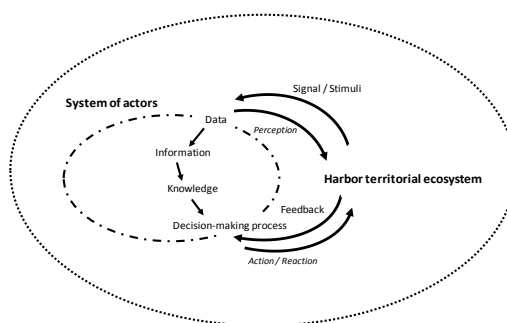 Signal / Stimuli
System of actors
Data
Perception
Information
Harbor territorial ecosystem
Knowledge
Feedback
Decision-making process
Action / Reaction